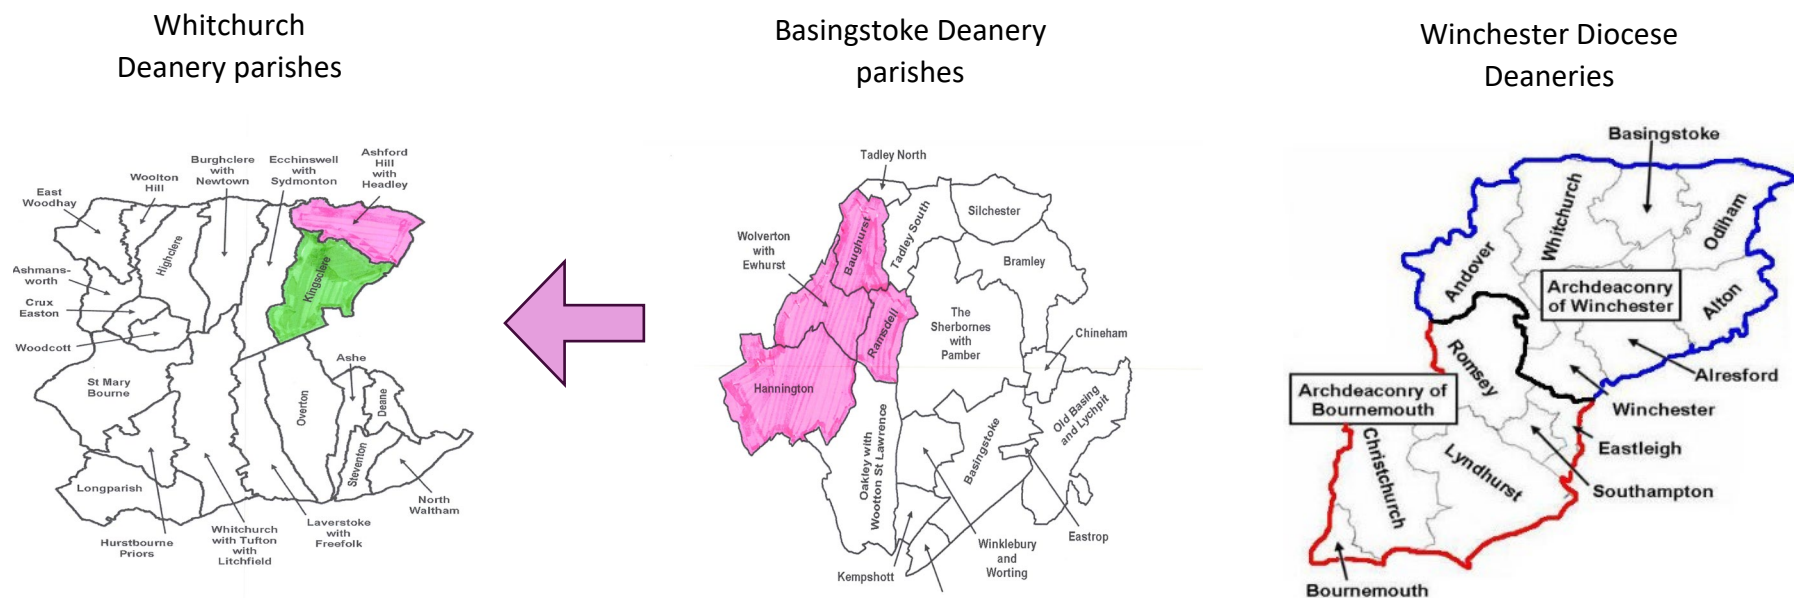 Whitchurch
Deanery parishes
Basingstoke Deanery
parishes
Winchester Diocese
Deaneries
Ashford
Hill
with
Headley
Burghclere
with
Newtown
Ecchinswell
with
Sydmonton
Woolton
Hill
East
Woodhay
Highclere
Kingsclere
Ashmans-
worth
Crux
Easton
Woodcott
St Mary
Bourne
Ashe
Overton
Deane
Steventon
Longparish
North
Waltham
Hurstbourne
Priors
Whitchurch
with Tufton
with
Litchfield
Laverstoke
with
Freefolk
Tadley North
Silchester
Tadley South
Baughurst
Wolverton
with
Ewhurst
Bramley
Ramsdell
The
Sherbornes
with
Pamber
Chineham
Hannington
Old Basing
and Lychpit
Oakley with
Wootton St Lawrence
Basingstoke
Eastrop
Winklebury
and
Worting
Kempshott
Basingstoke
Whitchurch
Odiham
Andover
Archdeaconry
of Winchester
Alton
Romsey
Alresford
Archdeaconry of
Bournemouth
Winchester
Eastleigh
Christchurch
Lyndhurst
Southampton
Bournemouth